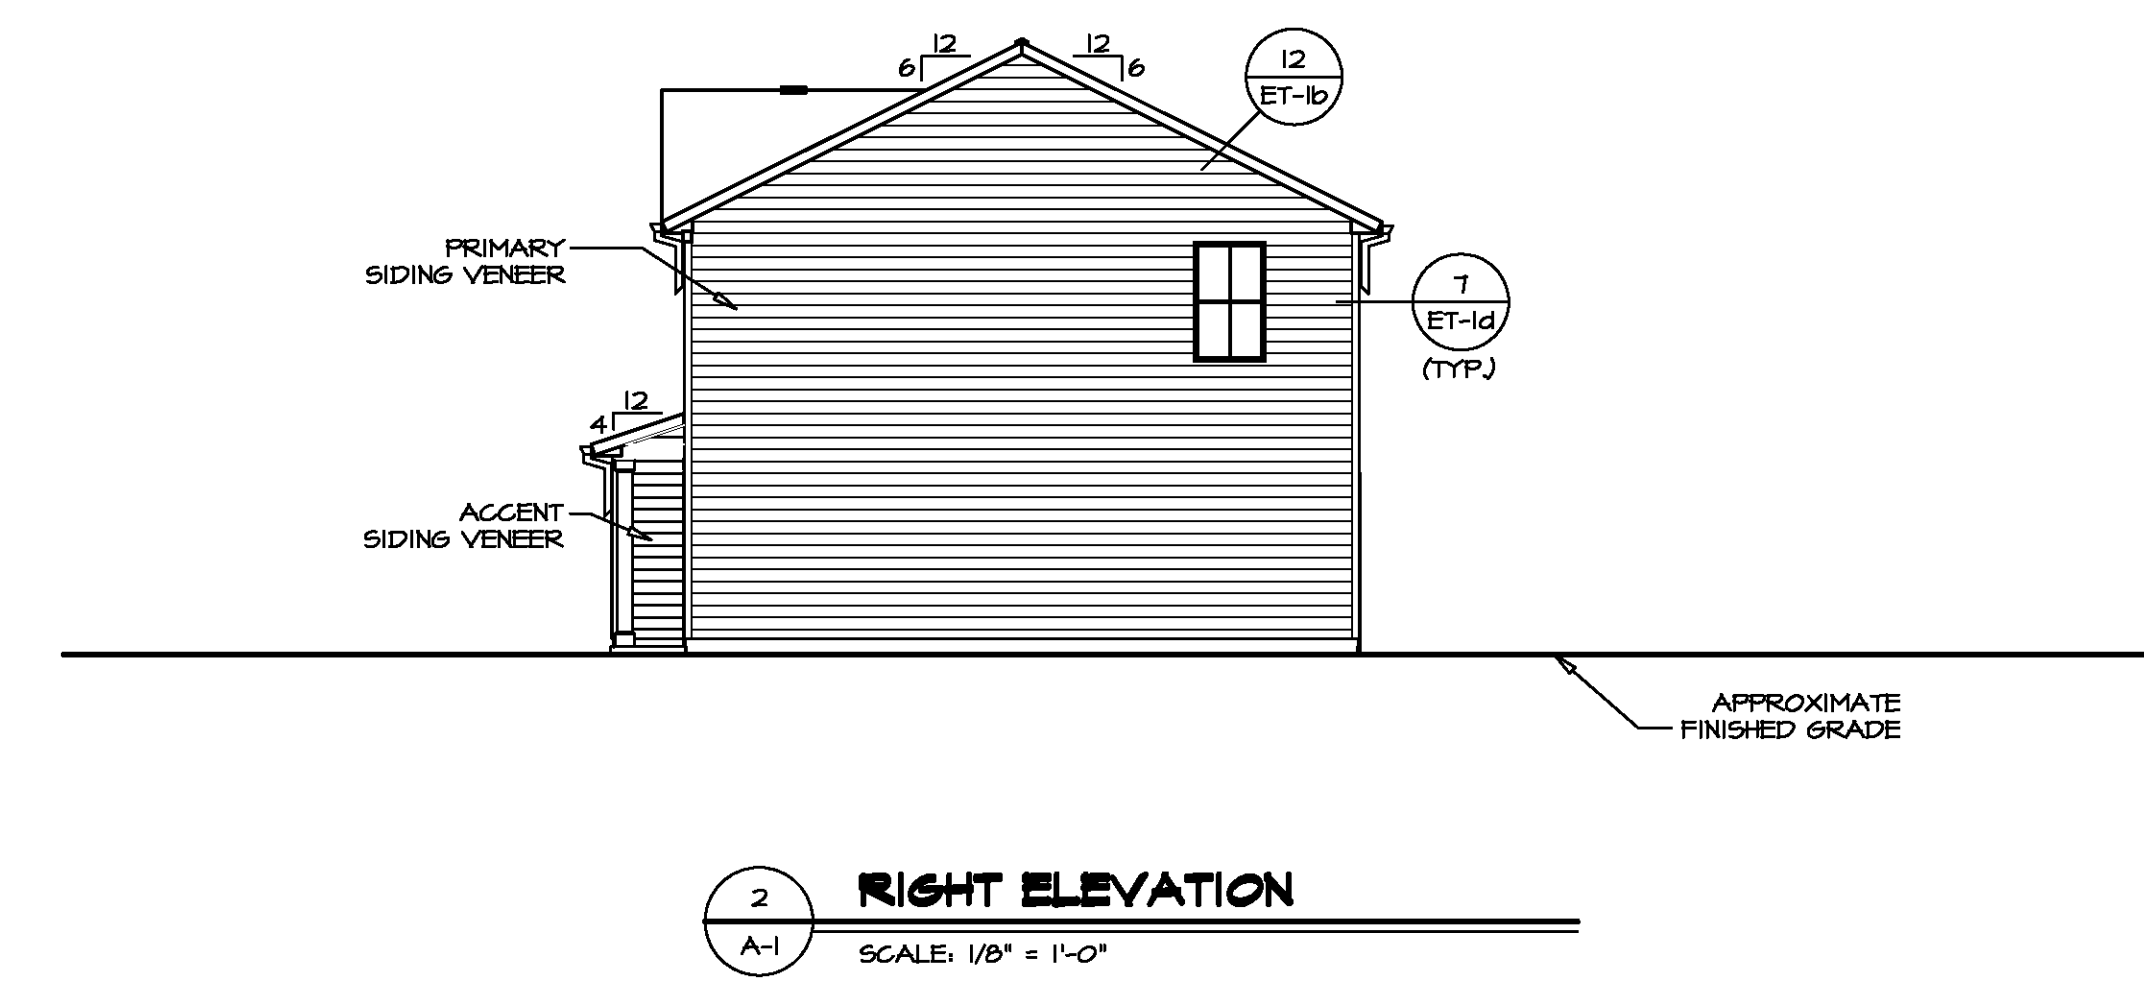 12
6
12
6
12
ET-1b
PRIMARY
SIDING VENEER
7
ET-1d
(TYP.)
12
4
ACCENT
SIDING VENEER
APPROXIMATE
FINISHED GRADE
2
A-1
RIGHT ELEVATION
SCALE: 1/8" = 1'-0"